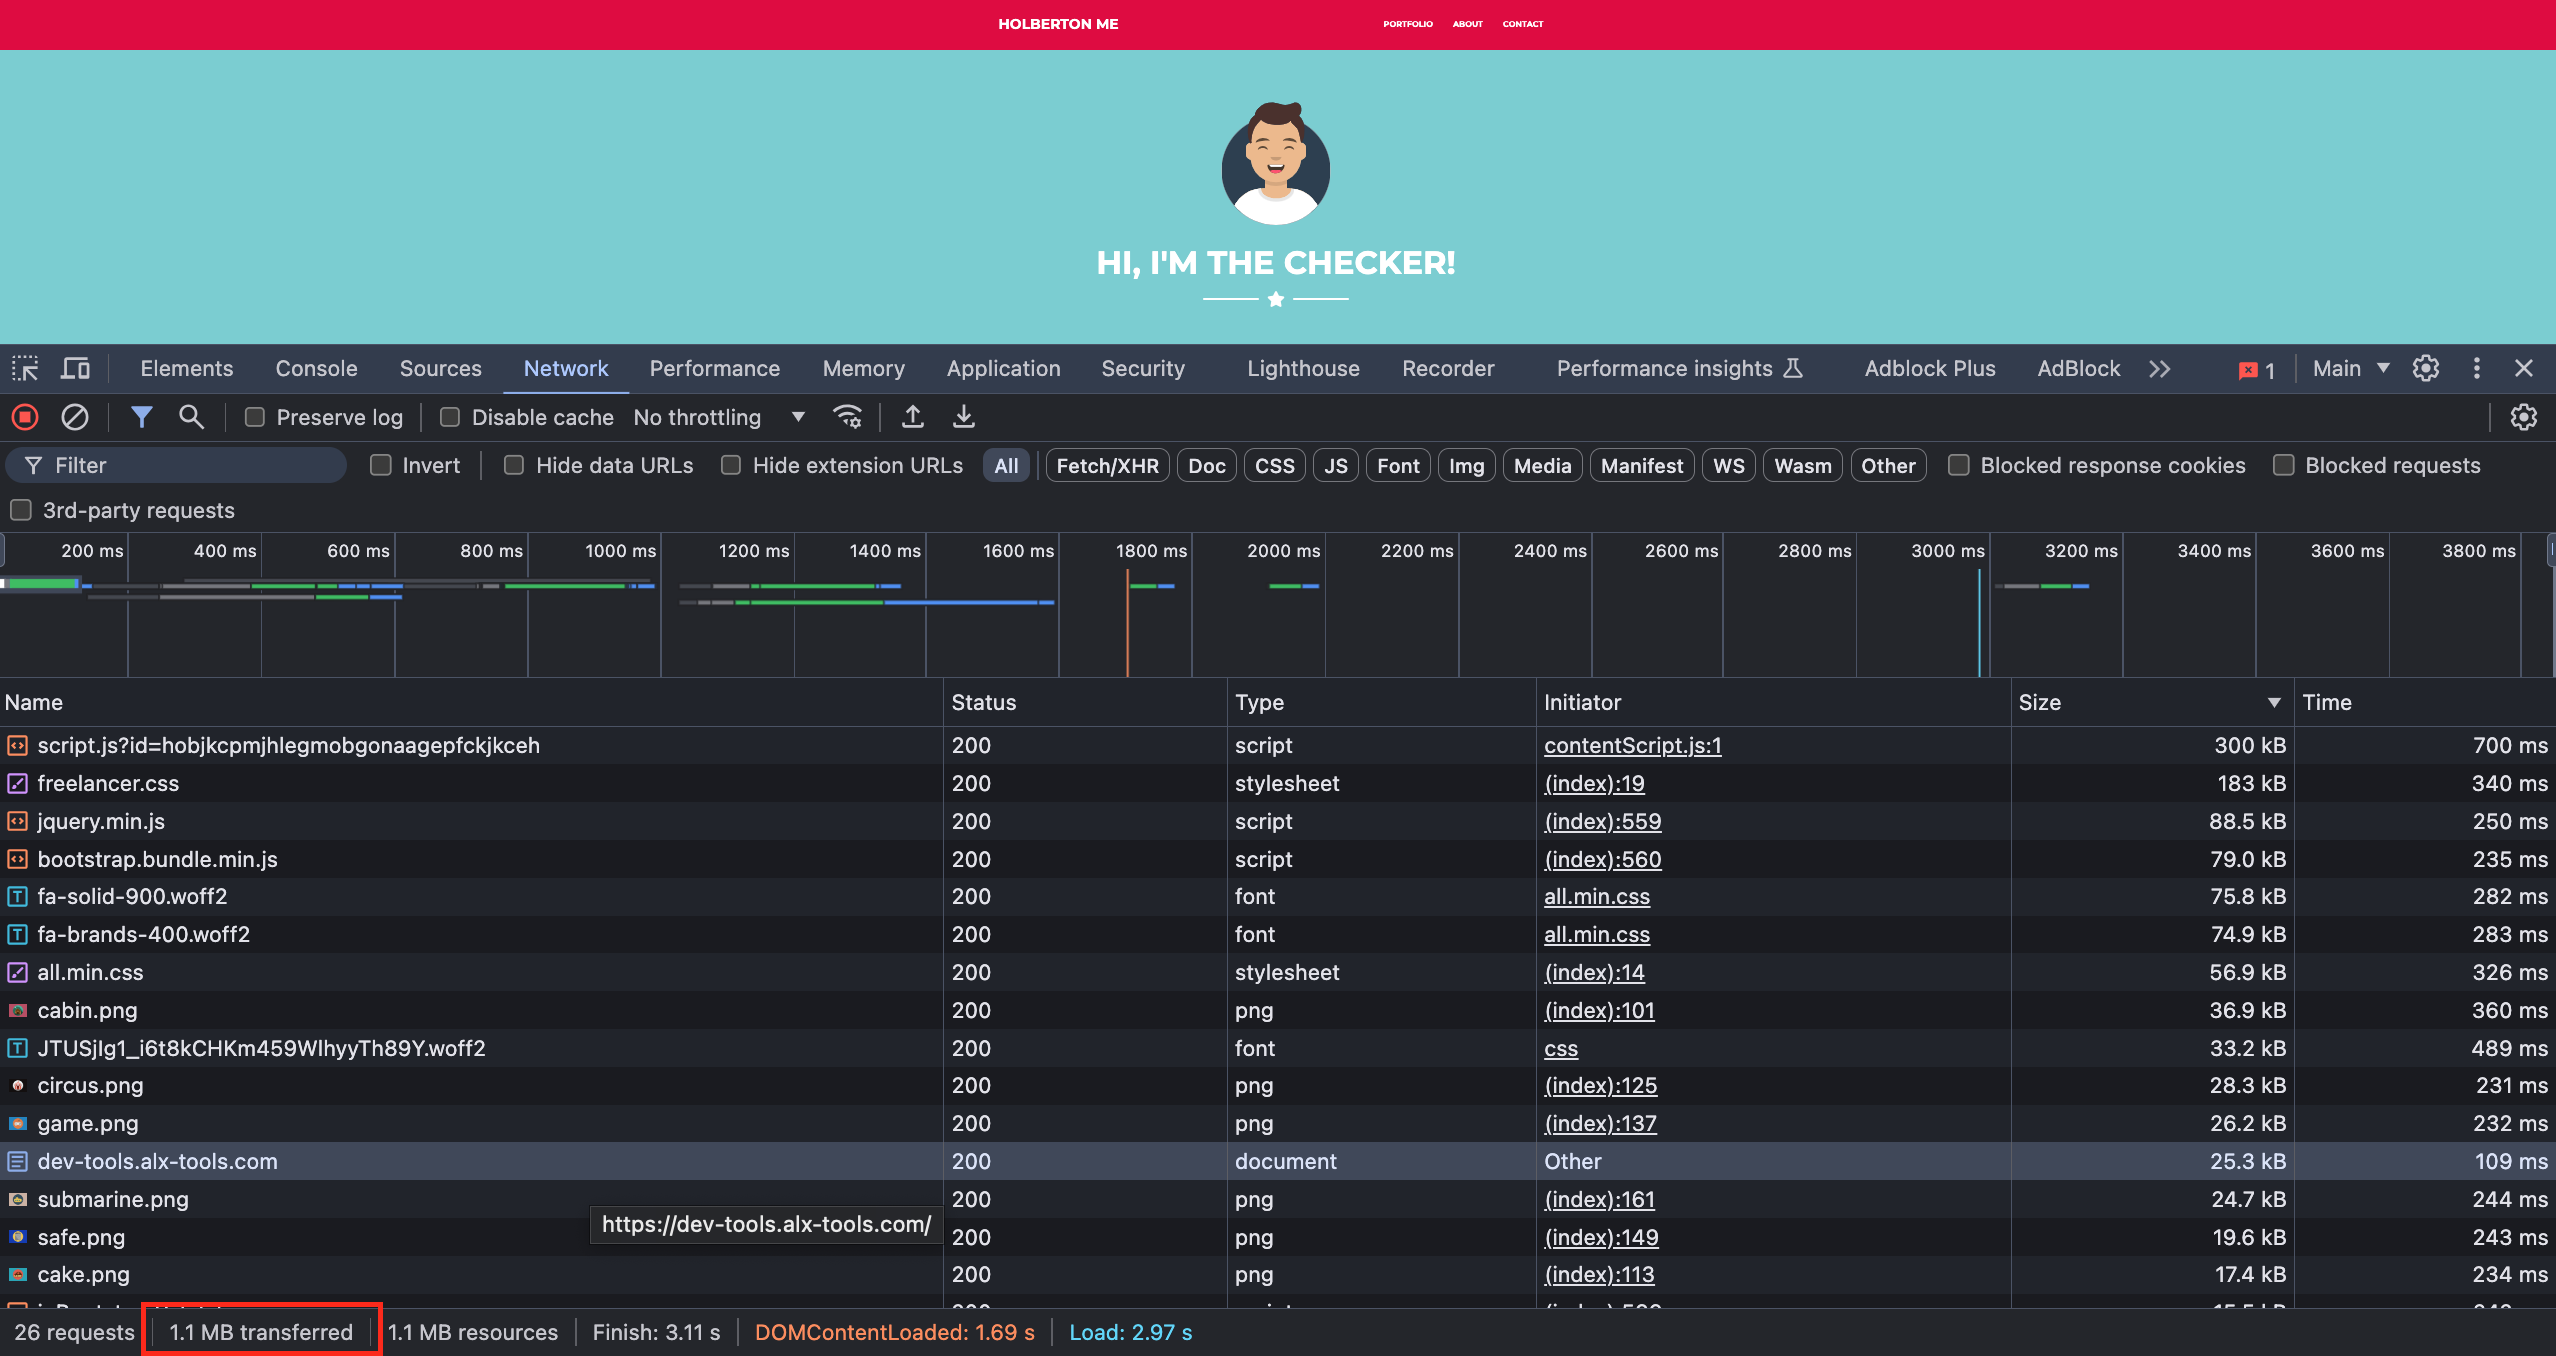 HOLBERTON ME PORTFOLIO ABOUT CONTACT
HI, I'M THE CHECKER!
Elements Console Sources Network Performance Memory Application Security Lighthouse Recorder Performance insights Adblock Plus AdBlock 1 Main
Preserve log Disable cache No throttling
Filter Invert Hide data URLs Hide extension URLs All Fetch/XHR Doc CSS JS Font Img Media Manifest WS Wasm Other Blocked response cookies Blocked requests
3rd-party requests
200 ms 400 ms 600 ms 800 ms 1000 ms 1200 ms 1400 ms 1600 ms 1800 ms 2000 ms 2200 ms 2400 ms 2600 ms 2800 ms 3000 ms 3200 ms 3400 ms 3600 ms 3800 ms
Name Status Type Initiator Size Time
script.js?id=hobjkcpmjhlegmobgonaagepfckjkceh 200 script contentScript.js:1 300 kB 700 ms
freelancer.css 200 stylesheet (index):19 183 kB 340 ms
jquery.min.js 200 script (index):559 88.5 kB 250 ms
bootstrap.bundle.min.js 200 script (index):560 79.0 kB 235 ms
fa-solid-900.woff2 200 font all.min.css 75.8 kB 282 ms
fa-brands-400.woff2 200 font all.min.css 74.9 kB 283 ms
all.min.css 200 stylesheet (index):14 56.9 kB 326 ms
cabin.png 200 png (index):101 36.9 kB 360 ms
JTUSjIg1_i6t8kCHKm459WlhyyTh89Y.woff2 200 font css 33.2 kB 489 ms
circus.png 200 png (index):125 28.3 kB 231 ms
game.png 200 png (index):137 26.2 kB 232 ms
dev-tools.alx-tools.com 200 document Other 25.3 kB 109 ms
submarine.png 200 png (index):161 24.7 kB 244 ms
https://dev-tools.alx-tools.com/
safe.png 200 png (index):149 19.6 kB 243 ms
cake.png 200 png (index):113 17.4 kB 234 ms
26 requests 1.1 MB transferred 1.1 MB resources Finish: 3.11 s DOMContentLoaded: 1.69 s Load: 2.97 s